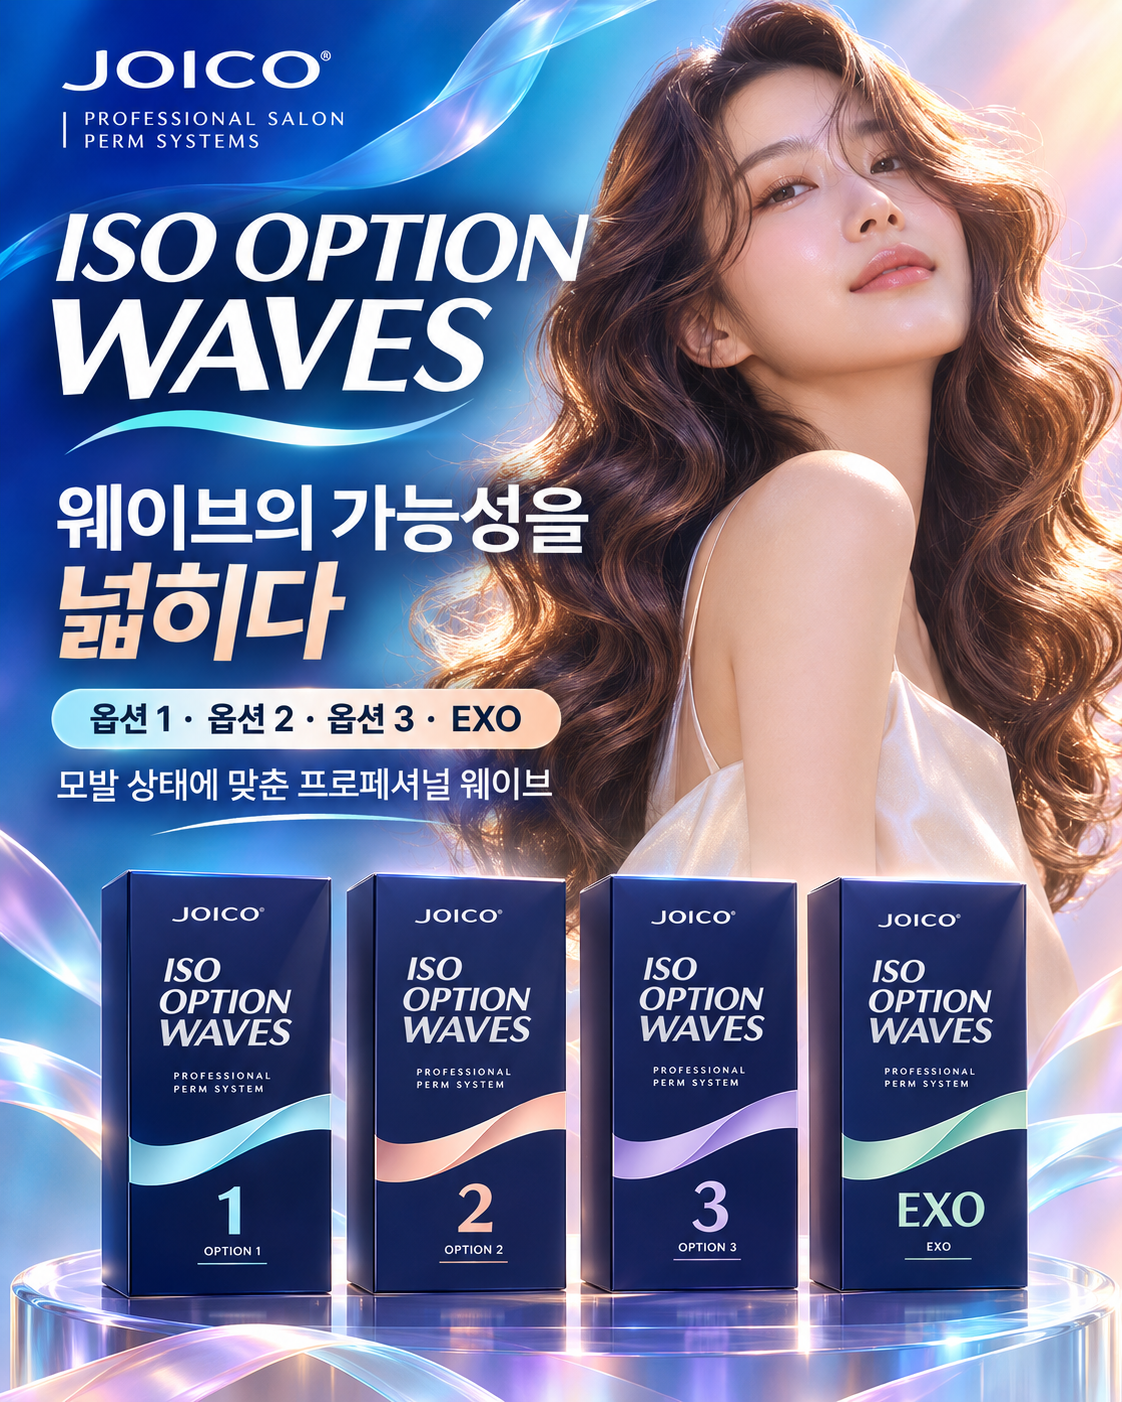 JOICO®
PROFESSIONAL SALON
PERM SYSTEMS
ISO OPTION
WAVES
웨이브의 가능성을
넓히다
옵션 1 · 옵션 2 · 옵션 3 · EXO
모발 상태에 맞춘 프로페셔널 웨이브
JOICO®
ISO
OPTION
WAVES
PROFESSIONAL
PERM SYSTEM
1
OPTION 1
JOICO®
ISO
OPTION
WAVES
PROFESSIONAL
PERM SYSTEM
2
OPTION 2
JOICO®
ISO
OPTION
WAVES
PROFESSIONAL
PERM SYSTEM
3
OPTION 3
JOICO®
ISO
OPTION
WAVES
PROFESSIONAL
PERM SYSTEM
EXO
EXO